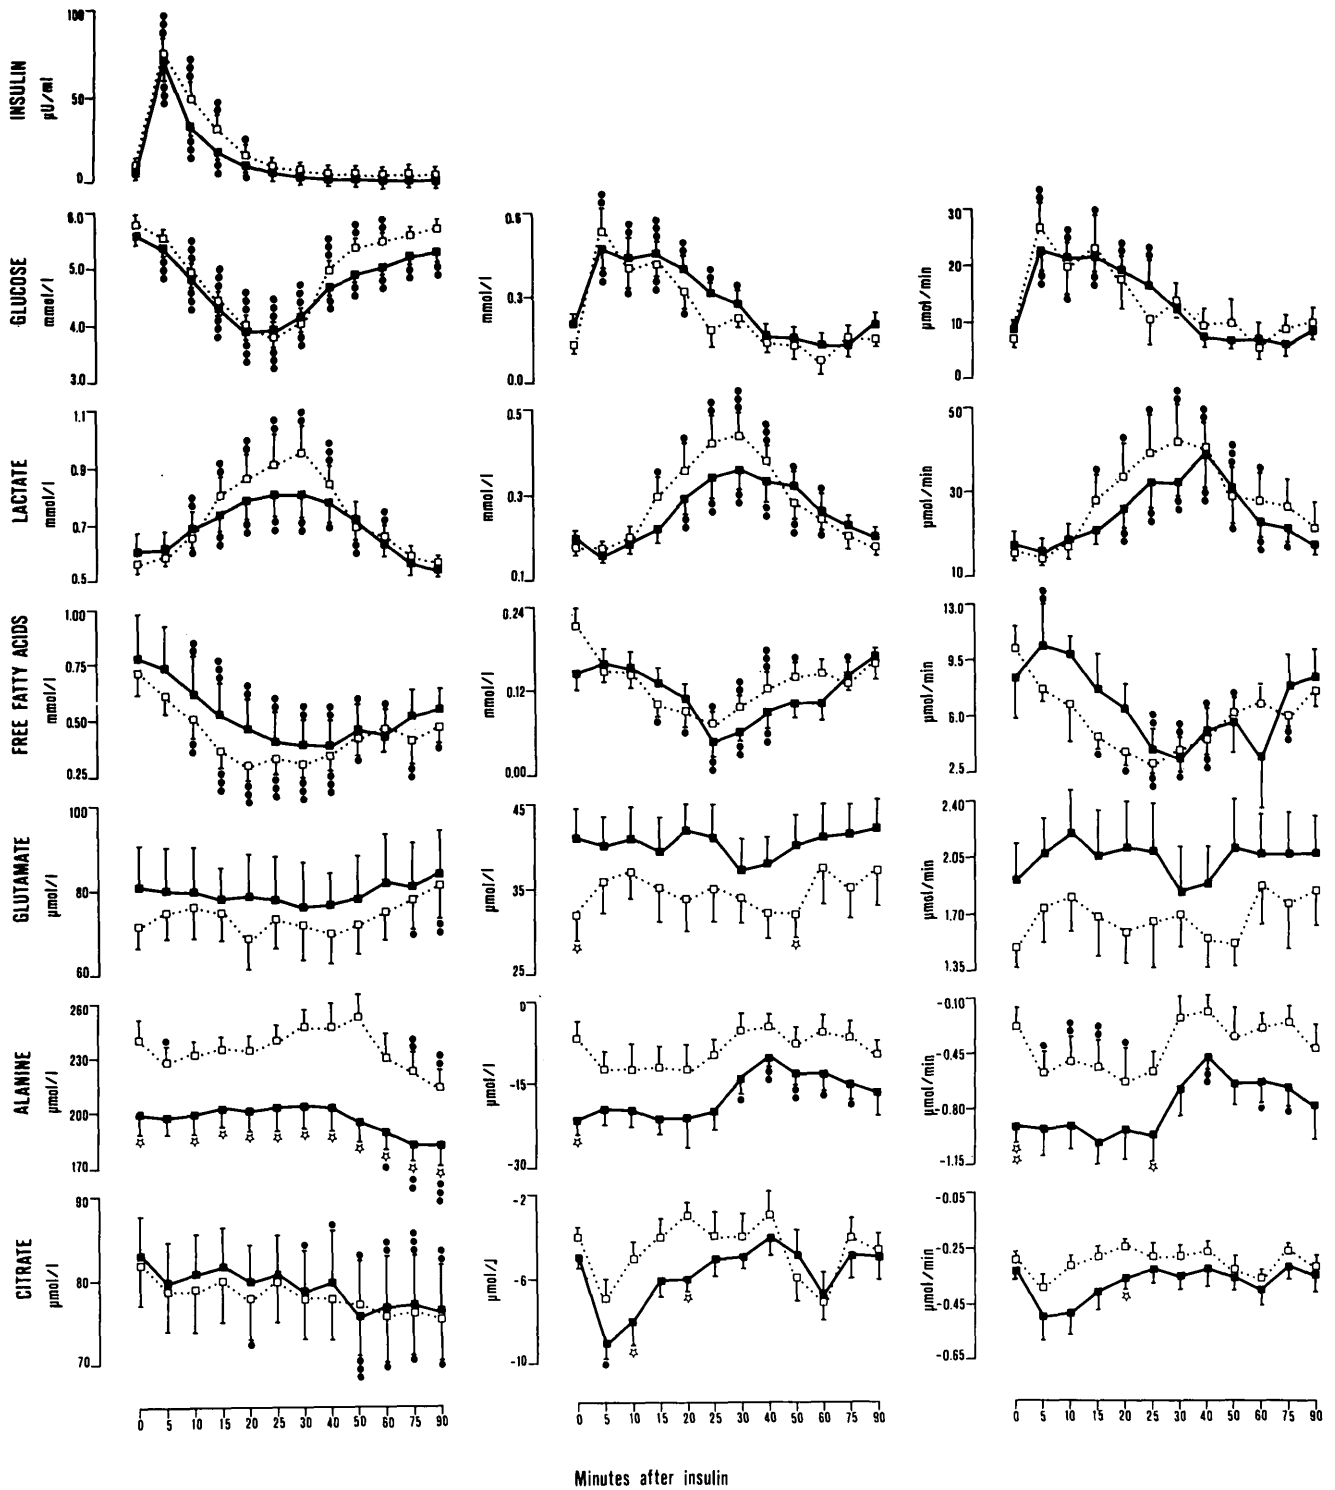 INSULIN
µU/ml
100
50
0
GLUCOSE
mmol/l
6.0
5.0
4.0
3.0
mmol/l
0.6
0.3
0.0
µmol/min
30
20
10
0
LACTATE
mmol/l
1.1
0.9
0.7
0.5
mmol/l
0.5
0.3
0.1
µmol/min
50
30
10
FREE FATTY ACIDS
mmol/l
1.00
0.75
0.50
0.25
mmol/l
0.24
0.12
0.00
µmol/min
13.0
9.5
6.0
2.5
GLUTAMATE
µmol/l
100
80
60
µmol/l
45
35
25
µmol/min
2.40
2.05
1.70
1.35
ALANINE
µmol/l
260
230
200
170
µmol/l
0
-15
-30
µmol/min
-0.10
-0.45
-0.80
-1.15
CITRATE
µmol/l
90
80
70
µmol/l
-2
-6
-10
µmol/min
-0.05
-0.25
-0.45
-0.65
0 5 10 15 20 25 30 40 50 60 75 90
0 5 10 15 20 25 30 40 50 60 75 90
0 5 10 15 20 25 30 40 50 60 75 90
Minutes after insulin